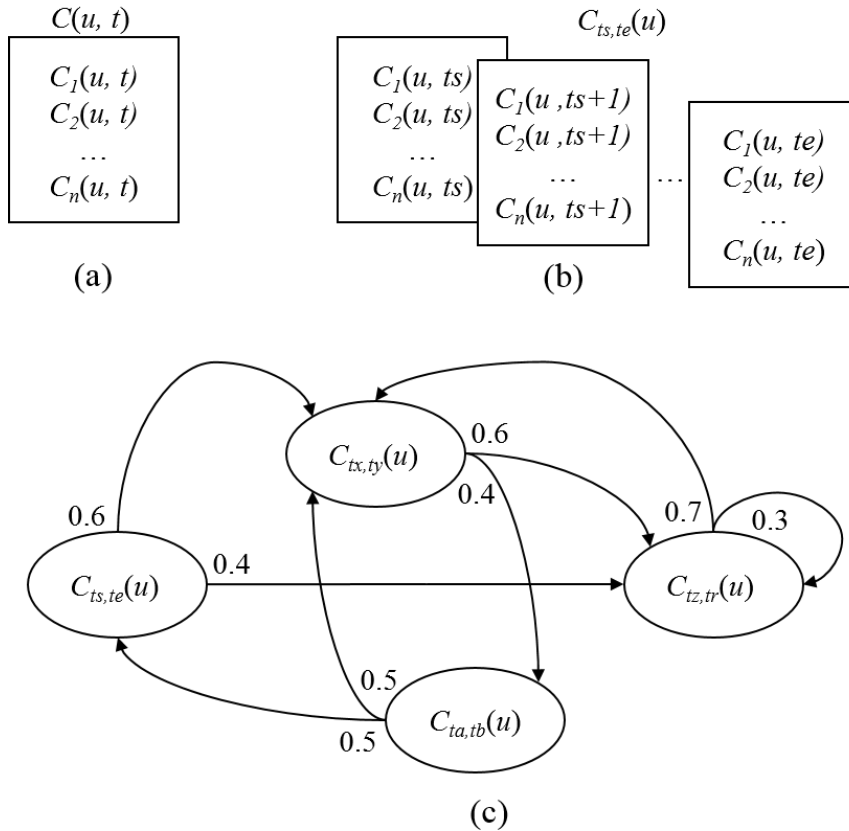 C(u, t)
C1(u, t)
C2(u, t)
…
Cn(u, t)
(a)
Cts,te(u)
C1(u, ts)
C2(u, ts)
…
Cn(u, ts)
C1(u ,ts+1)
C2(u ,ts+1)
…
Cn(u, ts+1)
…
C1(u, te)
C2(u, te)
…
Cn(u, te)
(b)
Ctx,ty(u)
0.6
0.4
0.6
0.7
0.3
Cts,te(u)
0.4
Ctz,tr(u)
0.5
0.5
Cta,tb(u)
(c)